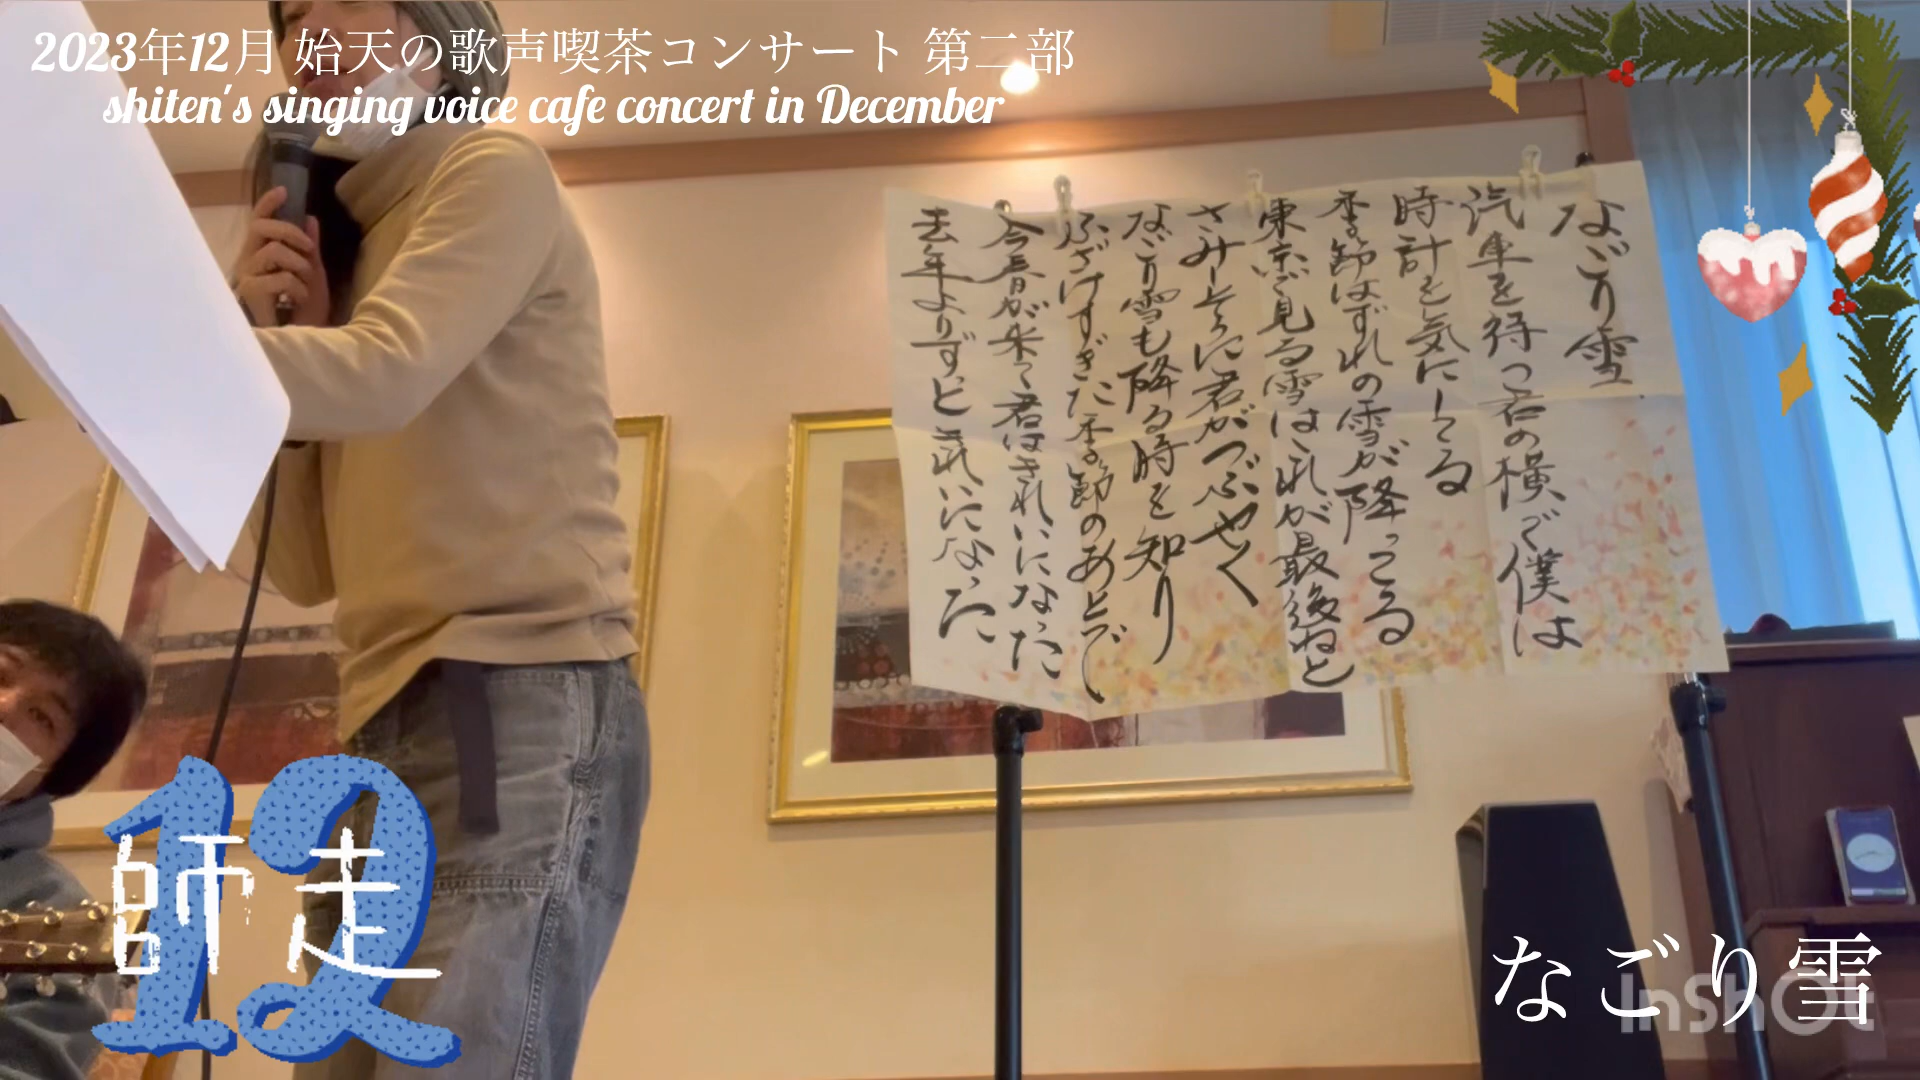 2023年12月 始天の歌声喫茶コンサート 第二部
shiten's singing voice cafe concert in December
なごり雪
汽車を待つ君の横で僕は
時計を気にしてる
季節はずれの雪が降ってる
東京で見る雪はこれが最後ねと
さみしそうに君がつぶやく
なごり雪も降る時を知り
ふざけすぎた季節のあとで
今春が来て君はきれいになった
去年よりずっときれいになった
12
師走
なごり雪
InShOt